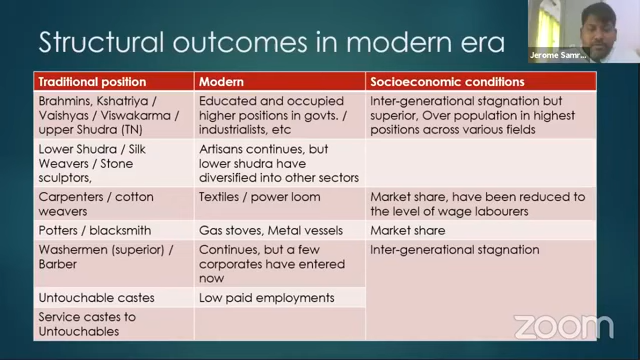 Structural outcomes in modern era
Jerome Samr...
Traditional position
Modern
Socioeconomic conditions
Brahmins, Kshatriya /
Vaishyas / Viswakarma /
upper Shudra (TN)
Educated and occupied
higher positions in govts. /
industrialists, etc
Inter-generational stagnation but
superior, Over population in highest
positions across various fields
Lower Shudra / Silk
Weavers / Stone
sculptors,
Artisans continues, but
lower shudra have
diversified into other sectors
Carpenters / cotton
weavers
Textiles / power loom
Market share, have been reduced to
the level of wage labourers
Potters / blacksmith
Gas stoves, Metal vessels
Market share
Washermen (superior) /
Barber
Continues, but a few
corporates have entered
now
Inter-generational stagnation
Untouchable castes
Low paid employments
Service castes to
Untouchables
zoom